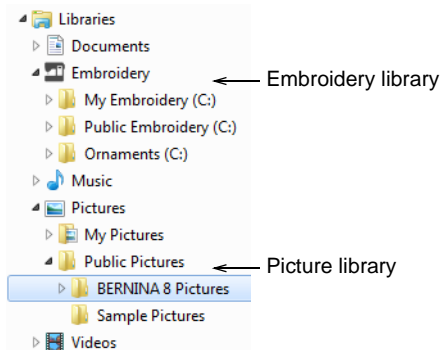 Libraries
Documents
Embroidery
Embroidery library
My Embroidery (C:)
Public Embroidery (C:)
Ornaments (C:)
Music
Pictures
My Pictures
Public Pictures
Picture library
BERNINA 8 Pictures
Sample Pictures
Videos